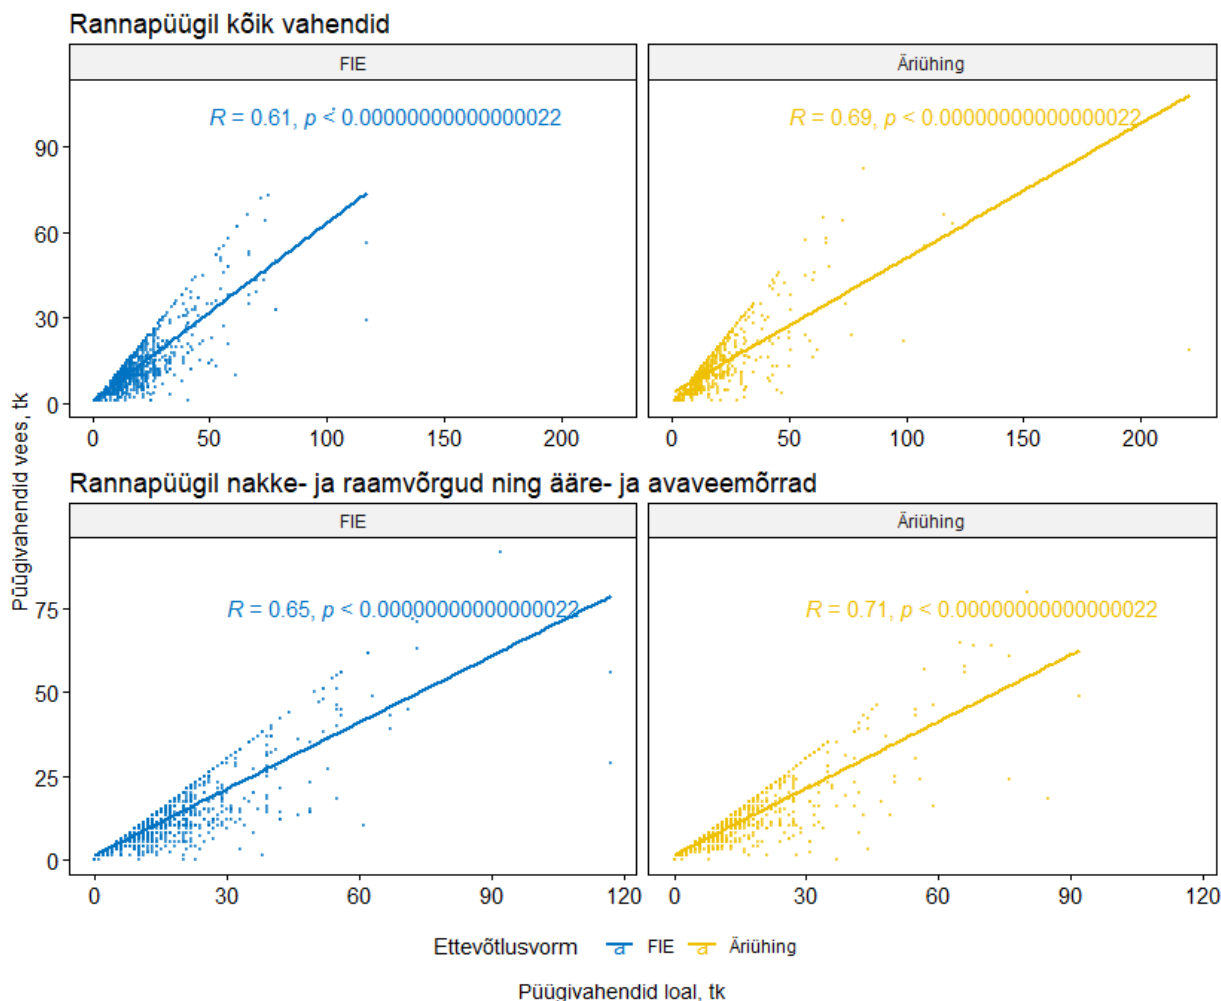 Rannapüügil kõik vahendid
FIE
Äriühing
R = 0.61, p < 0.00000000000000022
R = 0.69, p < 0.00000000000000022
90
60
30
0
0 50 100 150 200
0 50 100 150 200
Püügivahendid vees, tk
Rannapüügil nakke- ja raamvõrgud ning ääre- ja avaveemõrrad
FIE
Äriühing
R = 0.65, p < 0.00000000000000022
R = 0.71, p < 0.00000000000000022
75
50
25
0
0 30 60 90 120
0 30 60 90 120
Ettevõtlusvorm a FIE a Äriühing
Püügivahendid loal, tk